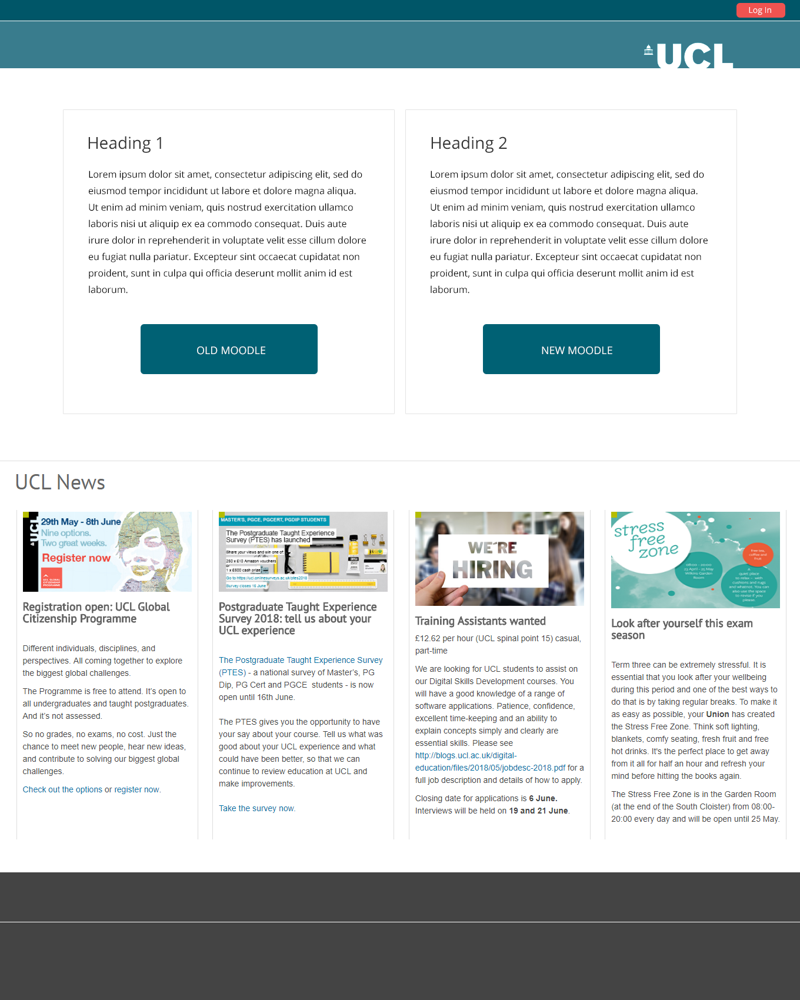 Log In
UCL
Heading 1
Lorem ipsum dolor sit amet, consectetur adipiscing elit, sed do
eiusmod tempor incididunt ut labore et dolore magna aliqua.
Ut enim ad minim veniam, quis nostrud exercitation ullamco
laboris nisi ut aliquip ex ea commodo consequat. Duis aute
irure dolor in reprehenderit in voluptate velit esse cillum dolore
eu fugiat nulla pariatur. Excepteur sint occaecat cupidatat non
proident, sunt in culpa qui officia deserunt mollit anim id est
laborum.
OLD MOODLE
Heading 2
Lorem ipsum dolor sit amet, consectetur adipiscing elit, sed do
eiusmod tempor incididunt ut labore et dolore magna aliqua.
Ut enim ad minim veniam, quis nostrud exercitation ullamco
laboris nisi ut aliquip ex ea commodo consequat. Duis aute
irure dolor in reprehenderit in voluptate velit esse cillum dolore
eu fugiat nulla pariatur. Excepteur sint occaecat cupidatat non
proident, sunt in culpa qui officia deserunt mollit anim id est
laborum.
NEW MOODLE
UCL News
UCL
29th May - 8th June
Nine options.
Two great weeks.
Register now
UCL GLOBAL
CITIZENSHIP
PROGRAMME
Registration open: UCL Global
Citizenship Programme
Different individuals, disciplines, and
perspectives. All coming together to explore
the biggest global challenges.
The Programme is free to attend. It’s open to
all undergraduates and taught postgraduates.
And it’s not assessed.
So no grades, no exams, no cost. Just the
chance to meet new people, hear new ideas,
and contribute to solving our biggest global
challenges.
Check out the options or register now.
MASTER'S, PGCE, PGCERT, PGDIP STUDENTS
The Postgraduate Taught Experience
Survey (PTES) has launched
Share your views and win one of:
250 x £10 Amazon vouchers
or
1 x £500 cash prize
Go to https://ucl.onlinesurveys.ac.uk/ptes2018
Survey closes 16 June
Postgraduate Taught Experience
Survey 2018: tell us about your
UCL experience
The Postgraduate Taught Experience Survey
(PTES) - a national survey of Master’s, PG
Dip, PG Cert and PGCE  students - is now
open until 16th June.
The PTES gives you the opportunity to have
your say about your course. Tell us what was
good about your UCL experience and what
could have been better, so that we can
continue to review education at UCL and
make improvements.
Take the survey now.
WE'RE
HIRING
Training Assistants wanted
£12.62 per hour (UCL spinal point 15) casual,
part-time
We are looking for UCL students to assist on
our Digital Skills Development courses. You
will have a good knowledge of a range of
software applications. Patience, confidence,
excellent time-keeping and an ability to
explain concepts simply and clearly are
essential skills. Please see
http://blogs.ucl.ac.uk/digital-
education/files/2018/05/jobdesc-2018.pdf for a
full job description and details of how to apply.
Closing date for applications is 6 June.
Interviews will be held on 19 and 21 June.
stress
free
zone
08:00 - 20:00
23 April - 25 May
Wilkins Garden
Room
free tea,
coffee and
fruit
A
quiet place
to relax - with
cushions and rugs
and whatnot. You can
also use the space
to revise if you
please.
Look after yourself this exam
season
Term three can be extremely stressful. It is
essential that you look after your wellbeing
during this period and one of the best ways to
do that is by taking regular breaks. To make it
as easy as possible, your Union has created
the Stress Free Zone. Think soft lighting,
blankets, comfy seating, fresh fruit and free
hot drinks. It's the perfect place to get away
from it all for half an hour and refresh your
mind before hitting the books again.
The Stress Free Zone is in the Garden Room
(at the end of the South Cloister) from 08:00-
20:00 every day and will be open until 25 May.